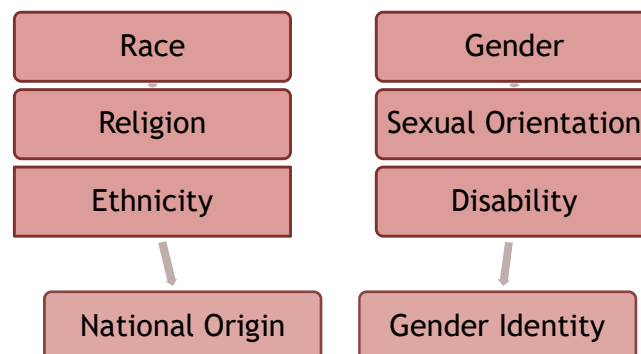 Race
Gender
Religion
Sexual Orientation
Ethnicity
Disability
National Origin
Gender Identity